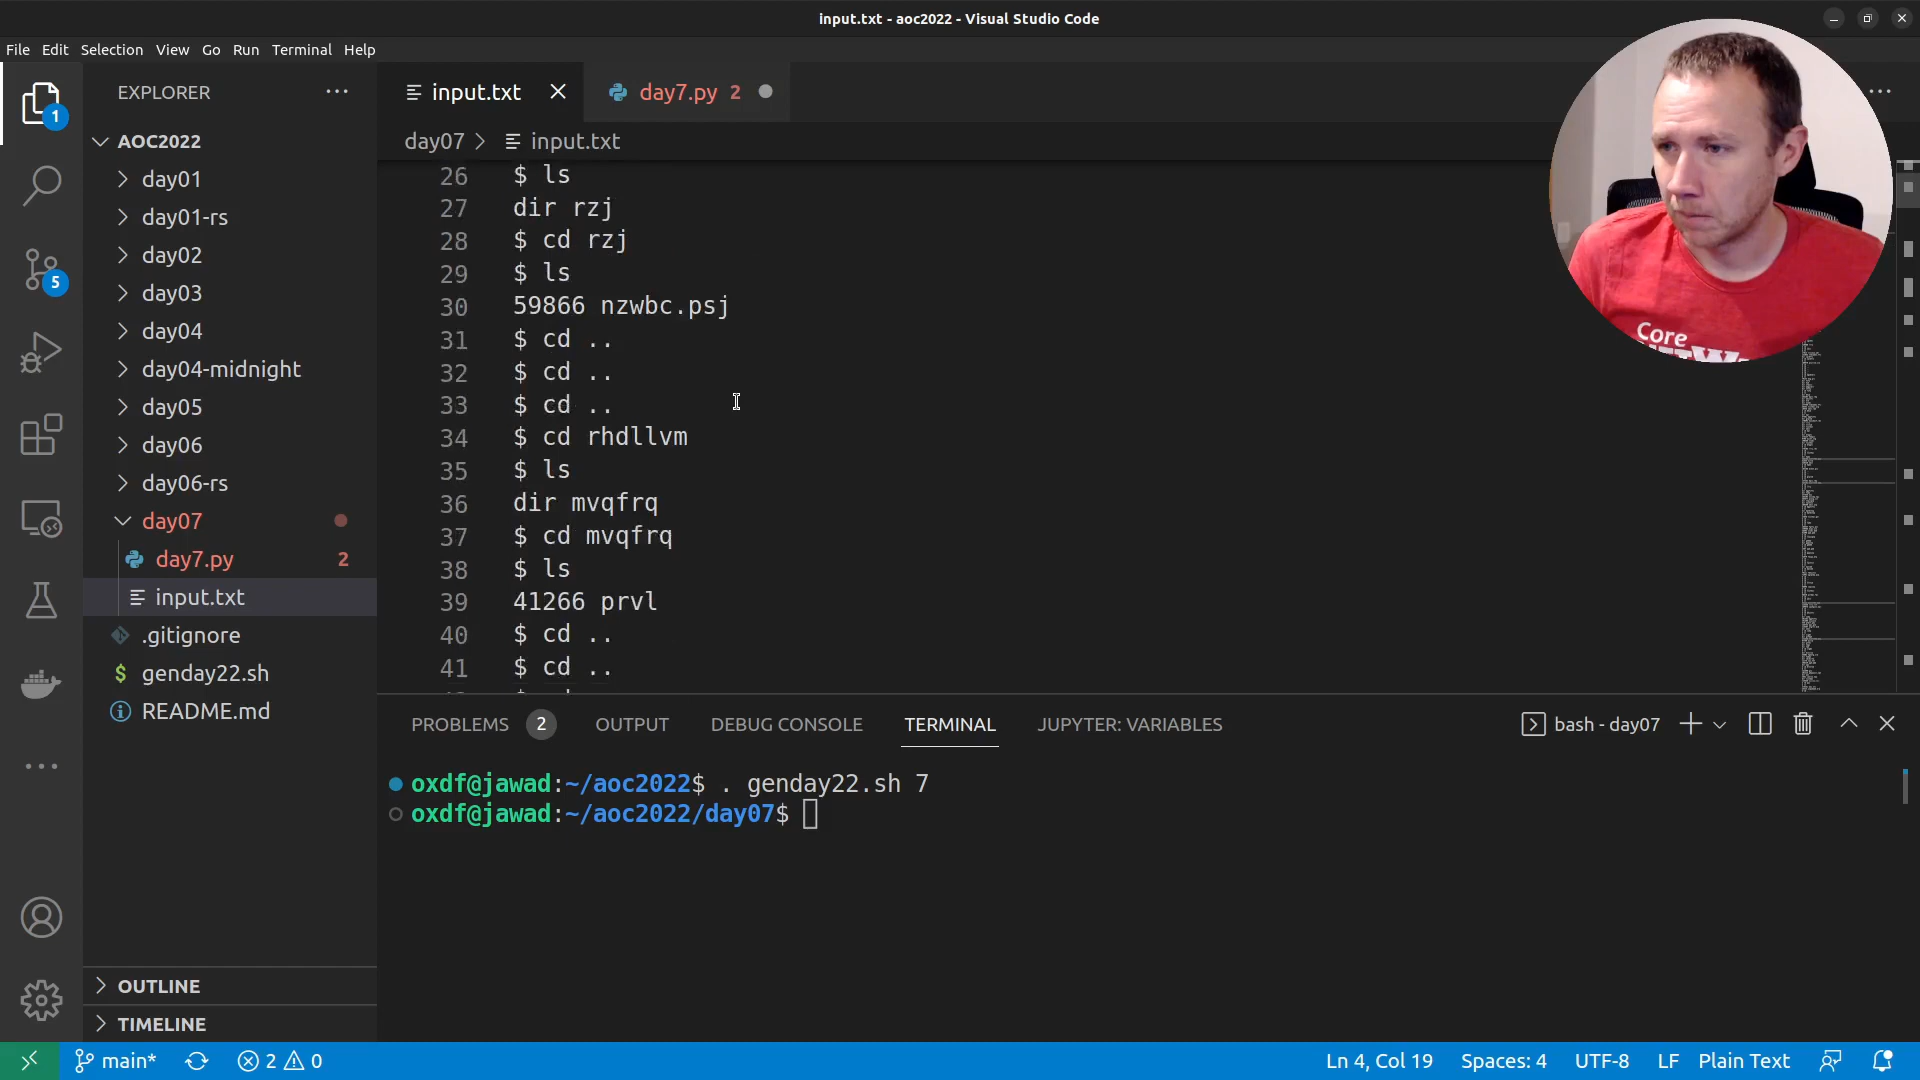 input.txt - aoc2022 - Visual Studio Code
File Edit Selection View Go Run Terminal Help
EXPLORER
input.txt
day7.py 2
day07 > input.txt
AOC2022
day01
day01-rs
day02
day03
day04
day04-midnight
day05
day06
day06-rs
day07
day7.py 2
input.txt
.gitignore
genday22.sh
README.md
OUTLINE
TIMELINE
1
5
26 $ ls
27 dir rzj
28 $ cd rzj
29 $ ls
30 59866 nzwbc.psj
31 $ cd ..
32 $ cd ..
33 $ cd ..
34 $ cd rhdllvm
35 $ ls
36 dir mvqfrq
37 $ cd mvqfrq
38 $ ls
39 41266 prvl
40 $ cd ..
41 $ cd ..
Core
PROBLEMS 2 OUTPUT DEBUG CONSOLE TERMINAL JUPYTER: VARIABLES
bash - day07
oxdf@jawad:~/aoc2022$ . genday22.sh 7
oxdf@jawad:~/aoc2022/day07$
main* 2 0
Ln 4, Col 19 Spaces: 4 UTF-8 LF Plain Text